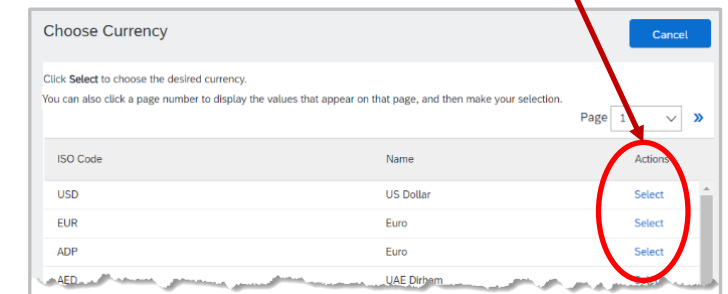 Choose Currency Cancel
Click Select to choose the desired currency.
You can also click a page number to display the values that appear on that page, and then make your selection.
Page 1 »
ISO Code Name Actions
USD US Dollar Select
EUR Euro Select
ADP Euro Select
AED UAE Dirhem